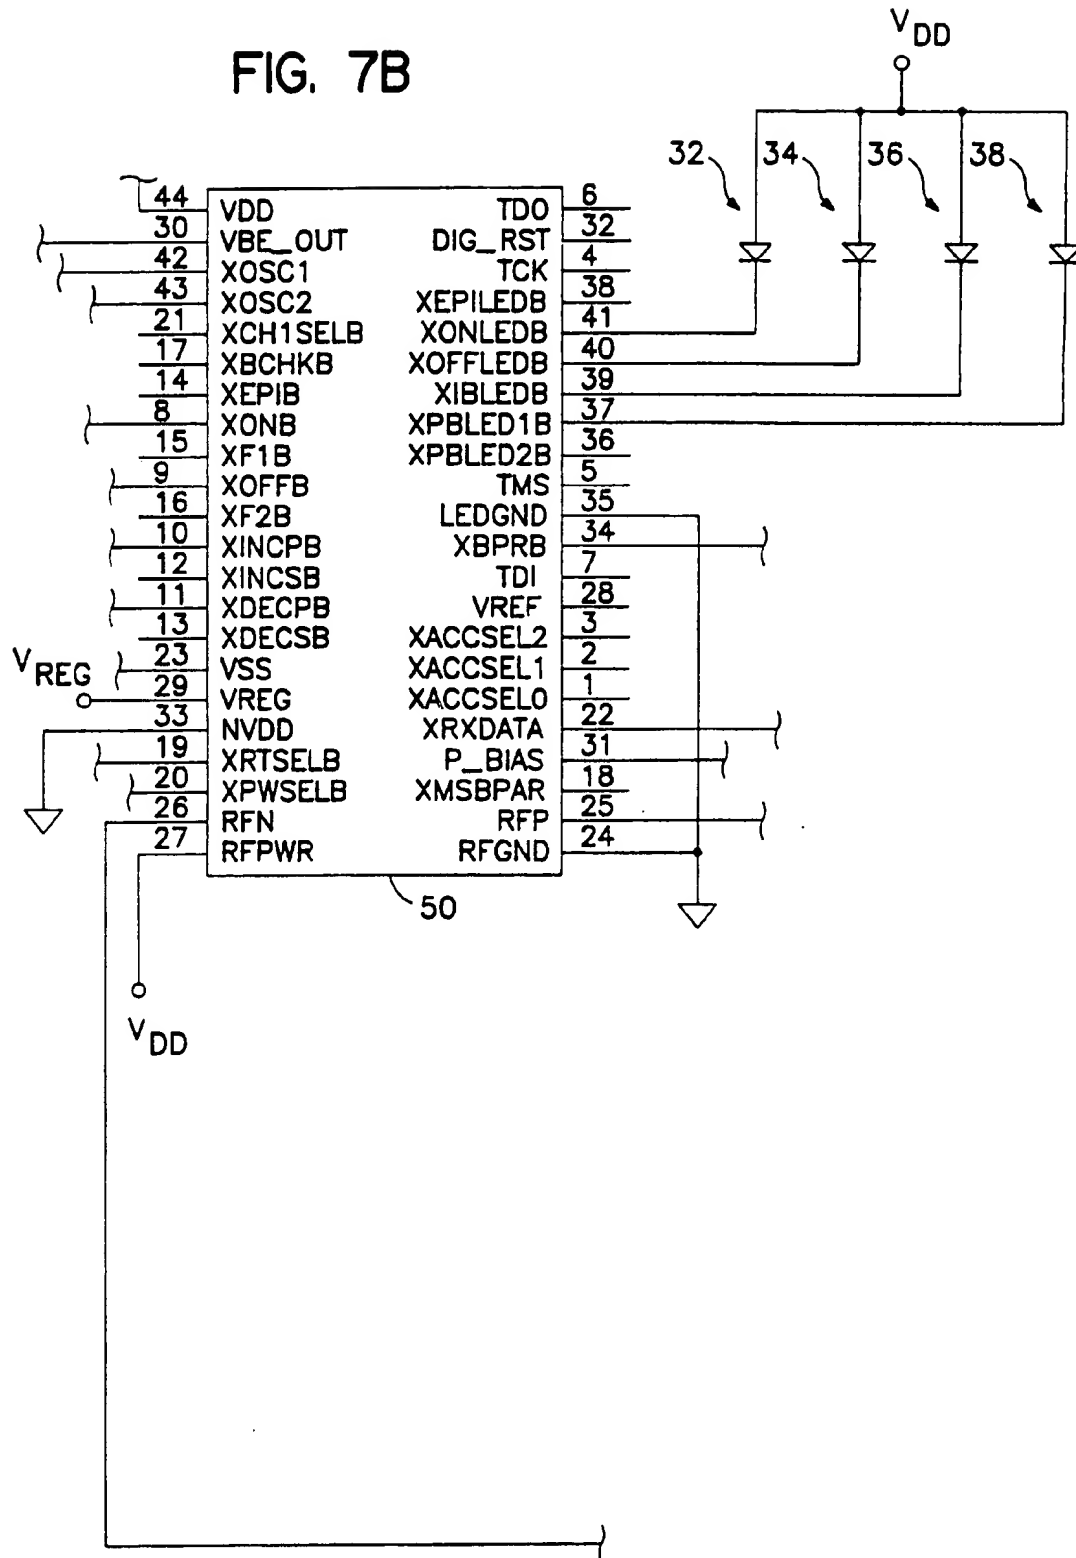 FIG. 7B
V DD
32 34 36 38
44 VDD TDO 6
30 VBE_OUT DIG_RST 32
42 XOSC1 TCK 4
43 XOSC2 XEPILEDB 38
21 XCH1SELB XONLEDB 41
17 XBCHKB XOFFLEDB 40
14 XEPIB XIBLEDB 39
8 XONB XPBLED1B 37
15 XF1B XPBLED2B 36
9 XOFFB TMS 5
16 XF2B LEDGND 35
10 XINCPB XBPRB 34
12 XINCSB TDI 7
11 XDECPB VREF 28
13 XDECSB XACCSEL2 3
23 VSS XACCSEL1 2
VREG
29 VREG XACCSEL0 1
33 NVDD XRXDATA 22
19 XRTSELB P_BIAS 31
20 XPWSELB XMSBPAR 18
26 RFN RFP 25
27 RFPWR RFGND 24
50
V DD